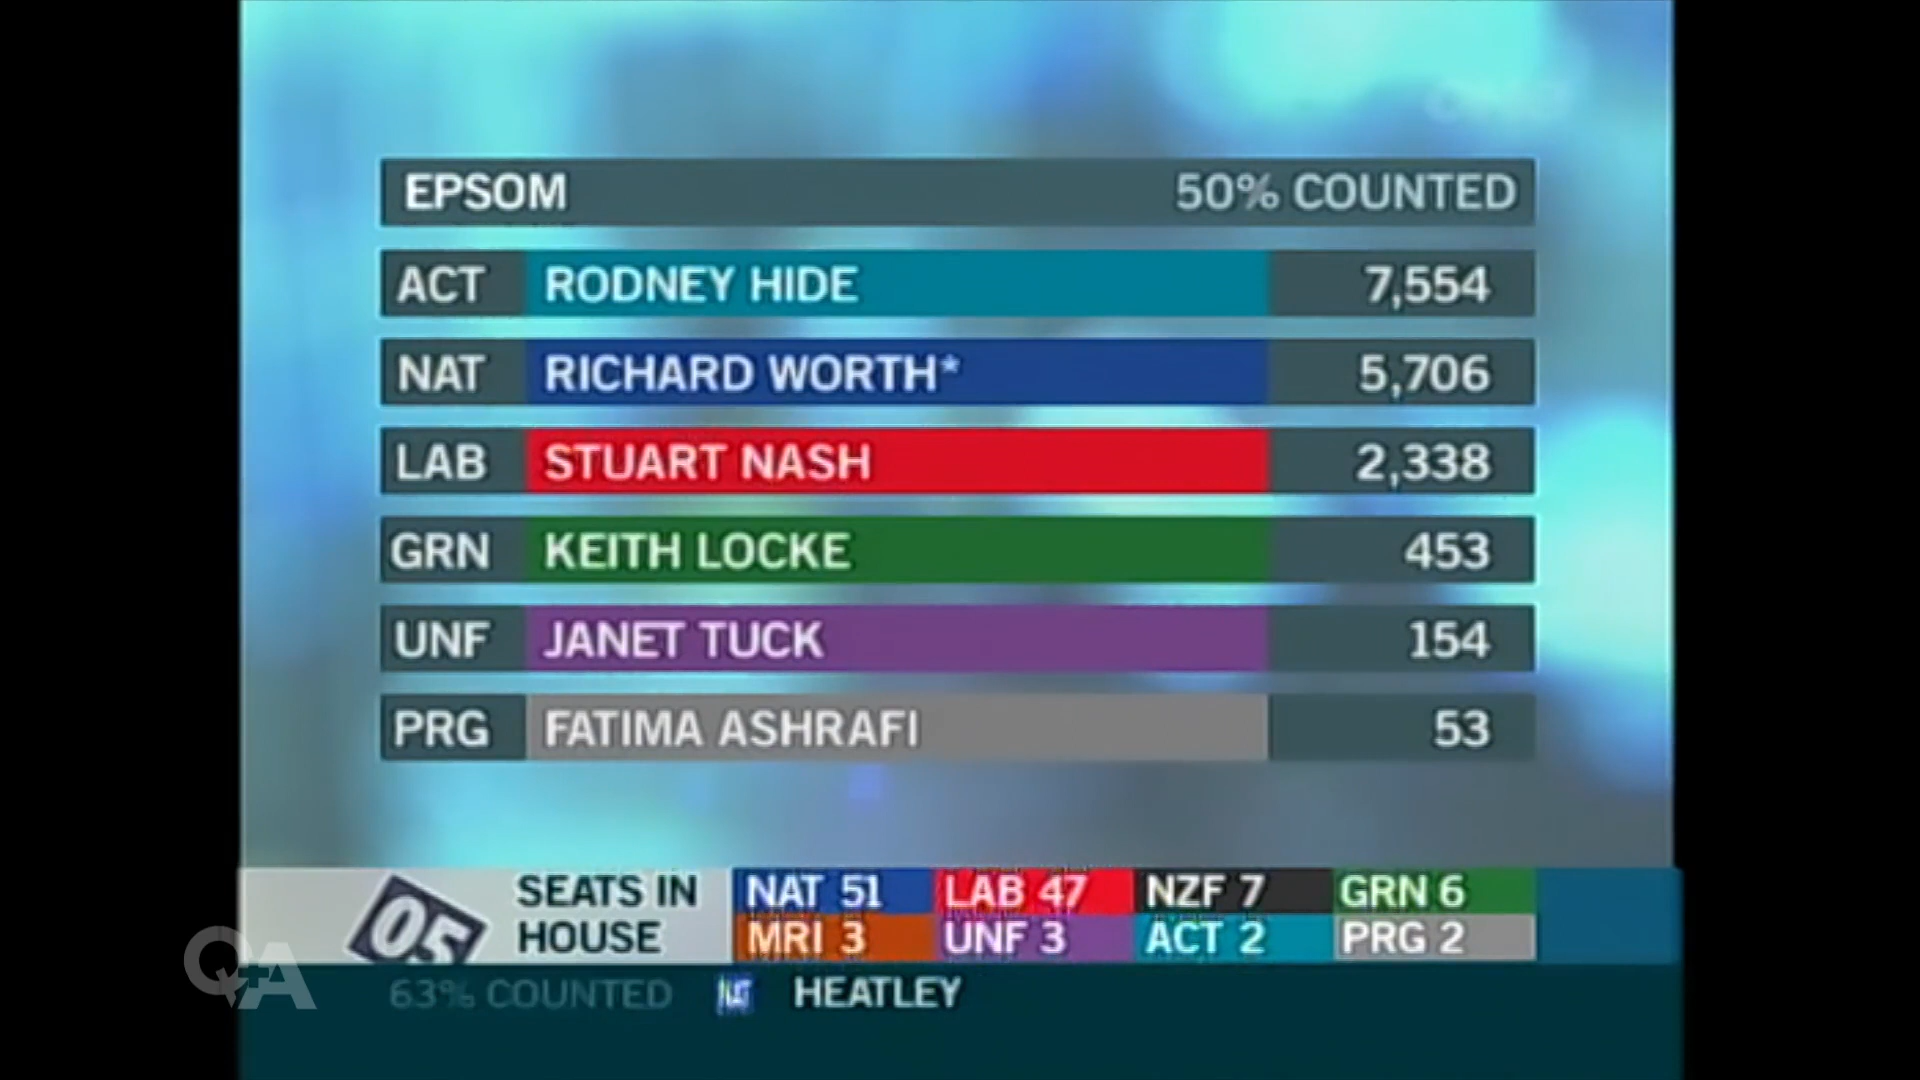 EPSOM 50% COUNTED
ACT RODNEY HIDE 7,554
NAT RICHARD WORTH* 5,706
LAB STUART NASH 2,338
GRN KEITH LOCKE 453
UNF JANET TUCK 154
PRG FATIMA ASHRAFI 53
05 SEATS IN HOUSE
NAT 51 LAB 47 NZF 7 GRN 6
MRI 3 UNF 3 ACT 2 PRG 2
Q+A
63% COUNTED NAT HEATLEY